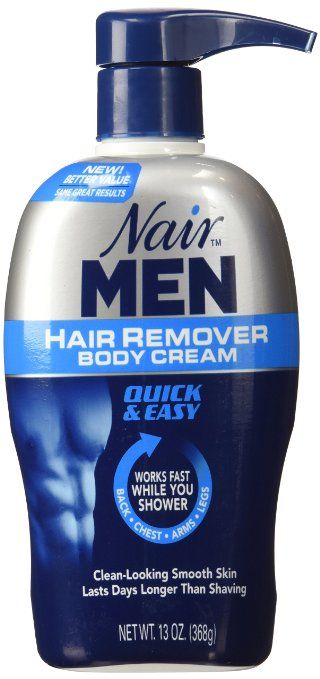 NEW!
BETTER VALUE
SAME GREAT RESULTS
Nair™
MEN
HAIR REMOVER
BODY CREAM
QUICK
& EASY
WORKS FAST
WHILE YOU
SHOWER
BACK • CHEST • ARMS • LEGS
Clean-Looking Smooth Skin
Lasts Days Longer Than Shaving
NET WT. 13 OZ. (368g)